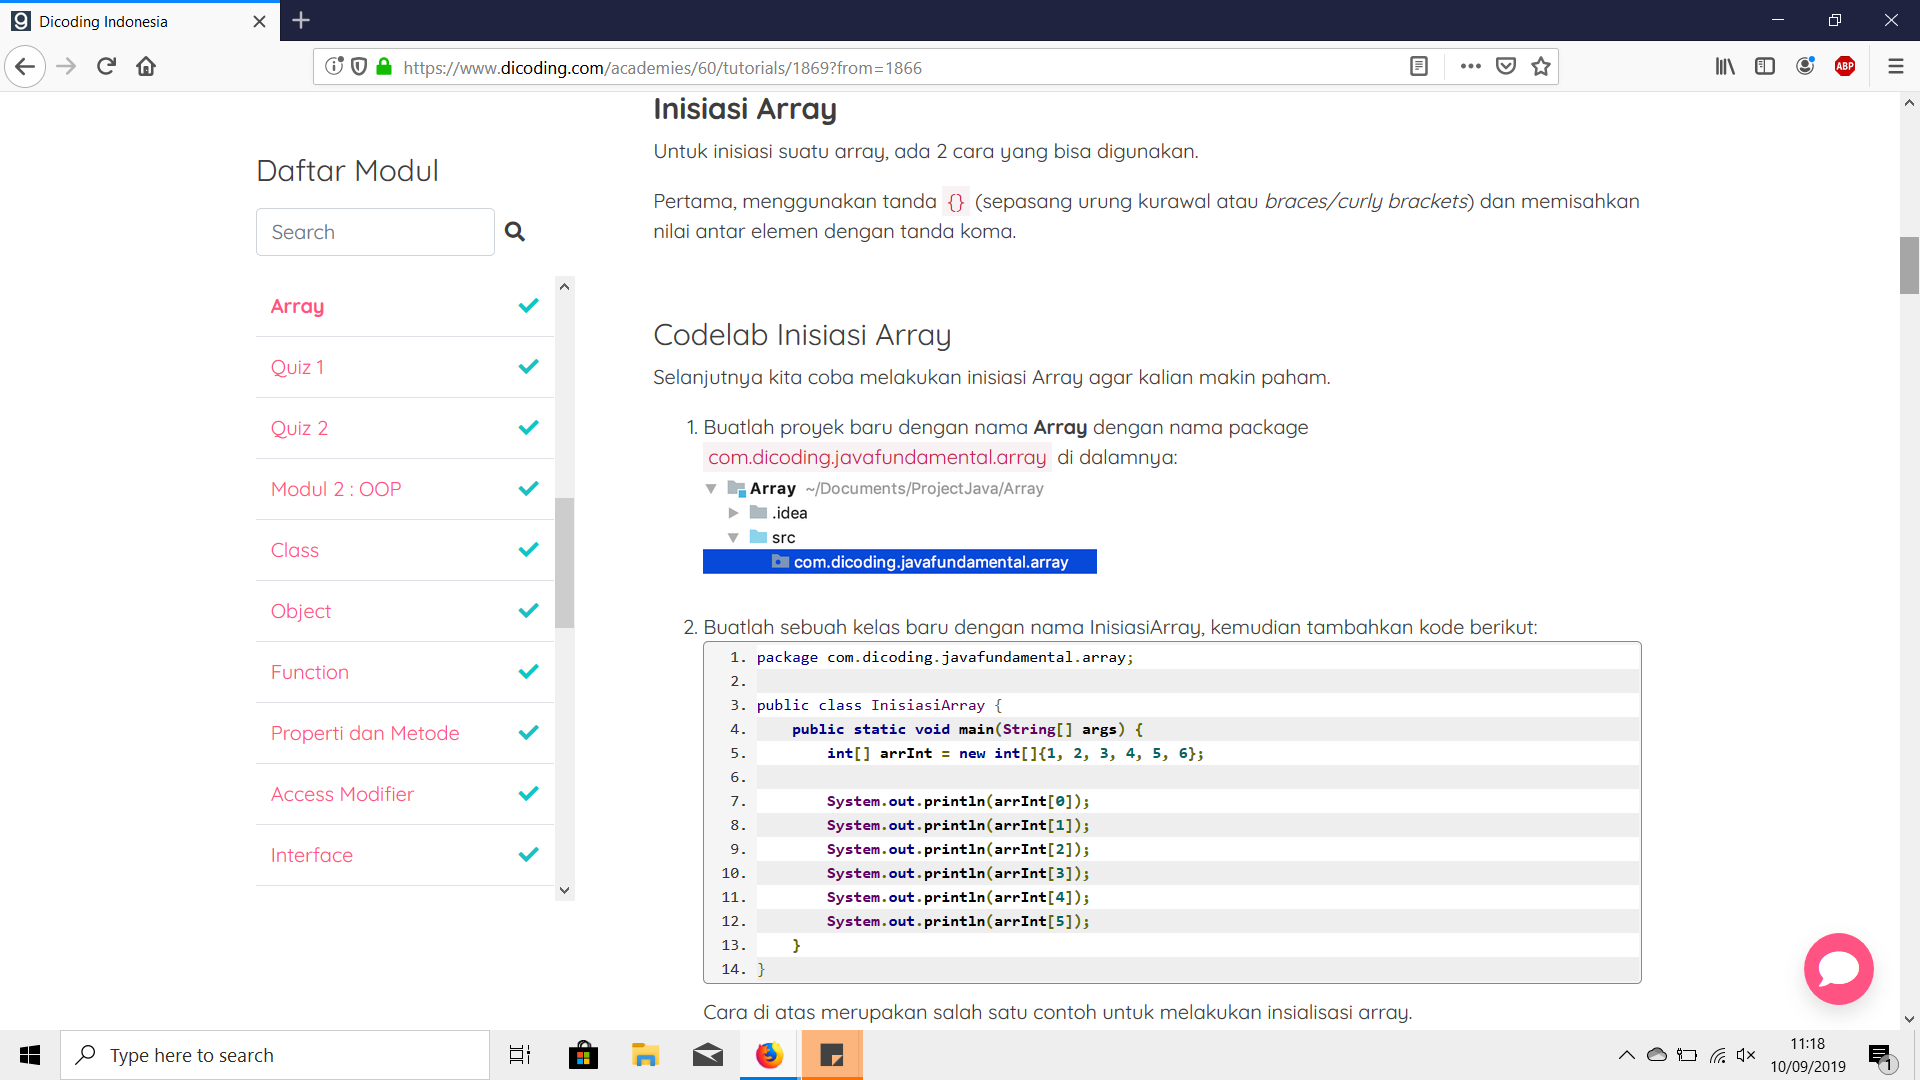 Dicoding Indonesia
https://www.dicoding.com/academies/60/tutorials/1869?from=1866
ABP
Daftar Modul
Search
Array
Quiz 1
Quiz 2
Modul 2 : OOP
Class
Object
Function
Properti dan Metode
Access Modifier
Interface
Inisiasi Array
Untuk inisiasi suatu array, ada 2 cara yang bisa digunakan.
Pertama, menggunakan tanda {} (sepasang urung kurawal atau braces/curly brackets) dan memisahkan
nilai antar elemen dengan tanda koma.
Codelab Inisiasi Array
Selanjutnya kita coba melakukan inisiasi Array agar kalian makin paham.
1. Buatlah proyek baru dengan nama Array dengan nama package
com.dicoding.javafundamental.array di dalamnya:
Array ~/Documents/ProjectJava/Array
.idea
src
com.dicoding.javafundamental.array
2. Buatlah sebuah kelas baru dengan nama InisiasiArray, kemudian tambahkan kode berikut:
1. package com.dicoding.javafundamental.array;
2.
3. public class InisiasiArray {
4.     public static void main(String[] args) {
5.         int[] arrInt = new int[]{1, 2, 3, 4, 5, 6};
6.
7.         System.out.println(arrInt[0]);
8.         System.out.println(arrInt[1]);
9.         System.out.println(arrInt[2]);
10.         System.out.println(arrInt[3]);
11.         System.out.println(arrInt[4]);
12.         System.out.println(arrInt[5]);
13.     }
14. }
Cara di atas merupakan salah satu contoh untuk melakukan insialisasi array.
Type here to search
11:18
10/09/2019
1